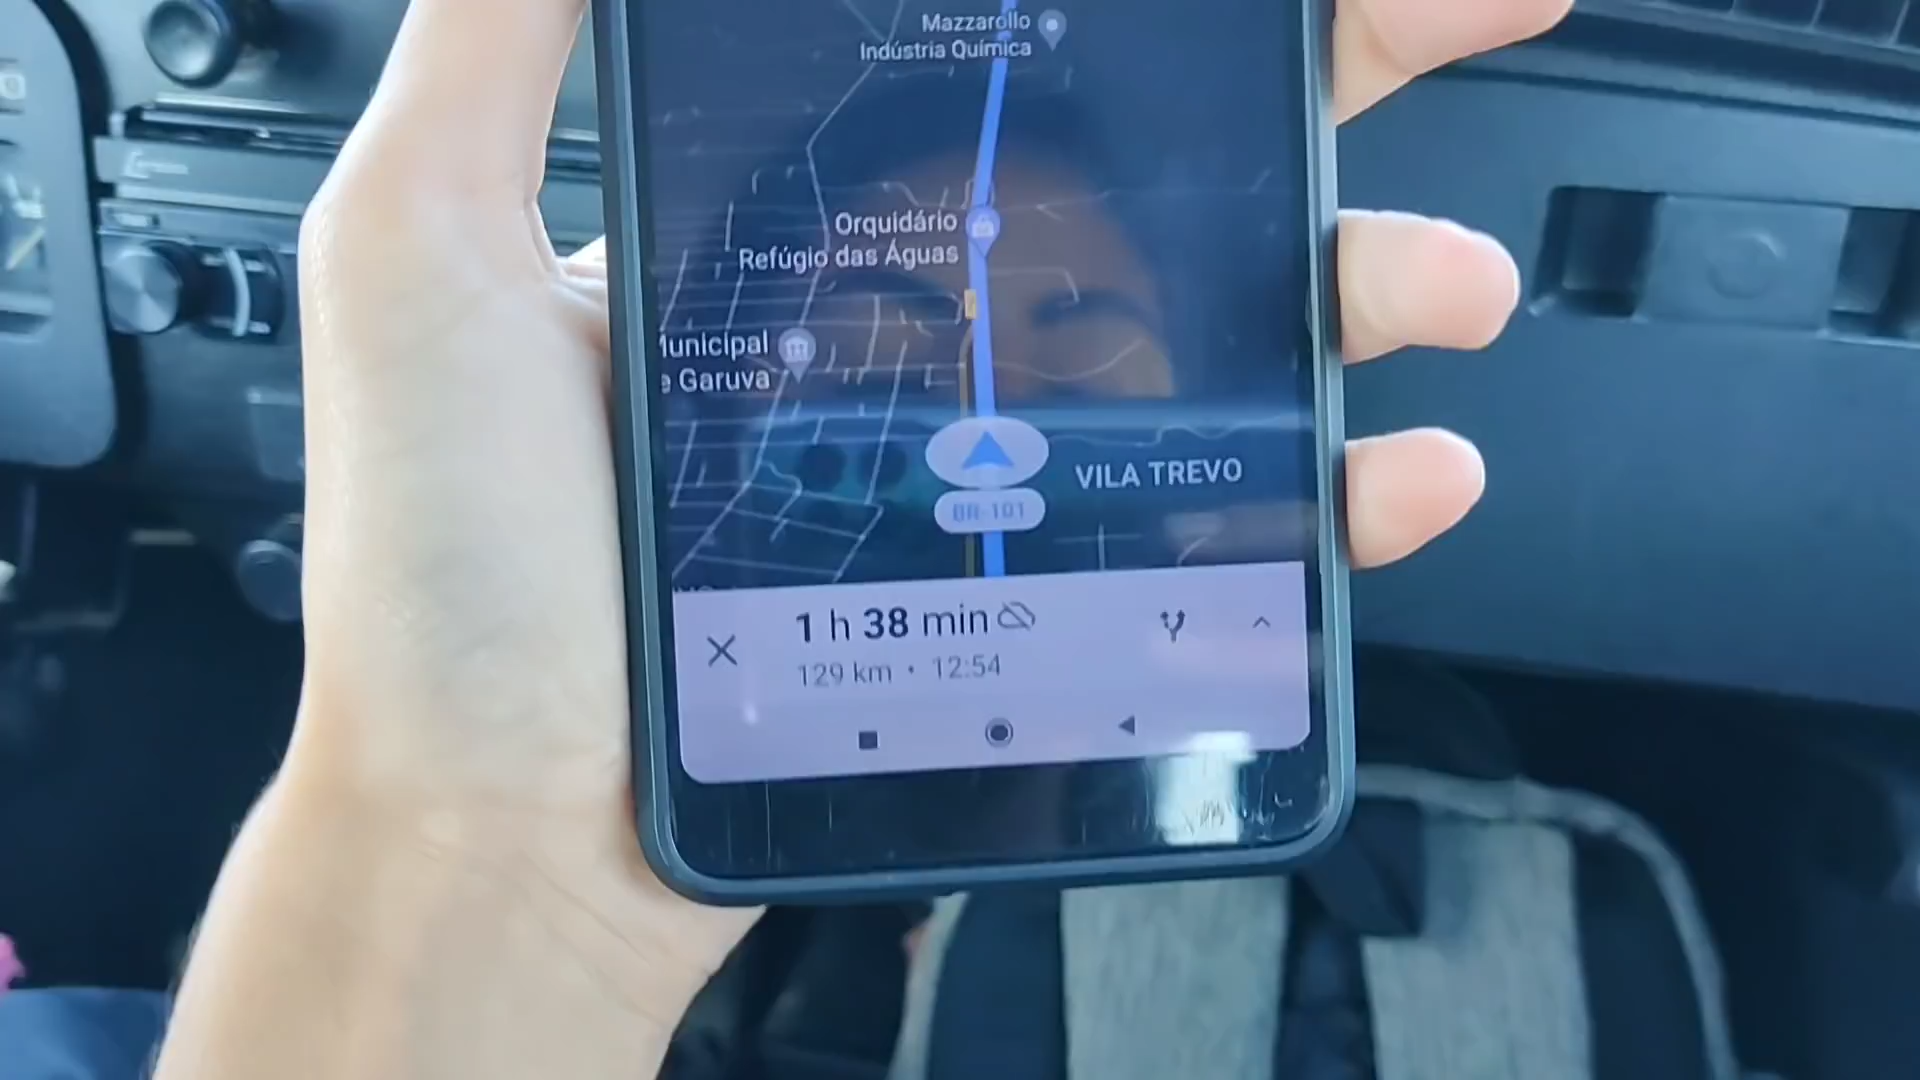 Mazzarollo
Indústria Química
Orquidário
Refúgio das Águas
Municipal
e Garuva
VILA TREVO
BR-101
1 h 38 min
129 km • 12:54